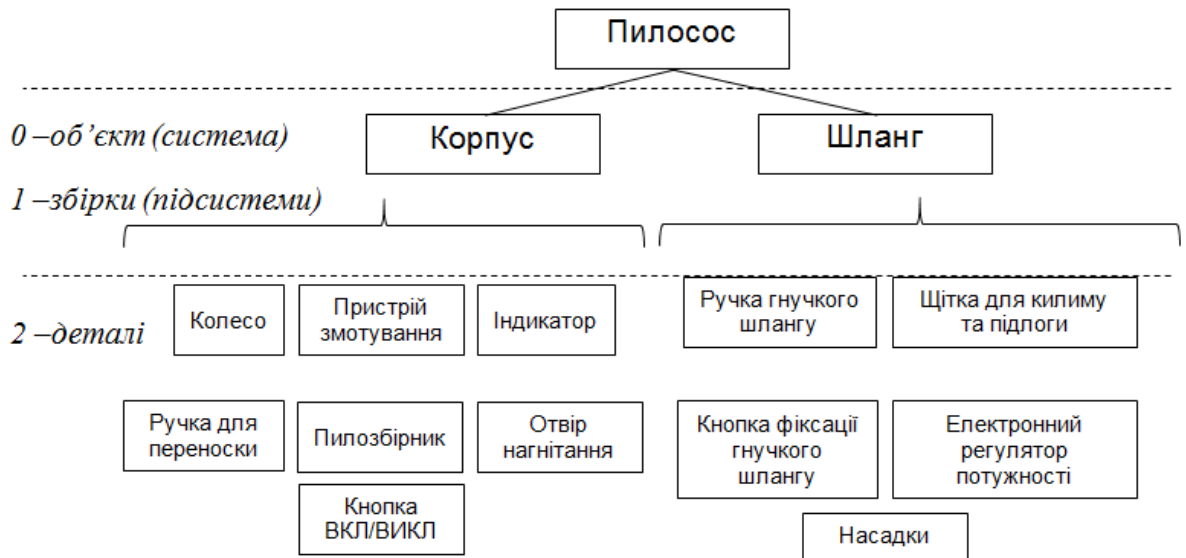 Пилосос
0 –об’єкт (система)
Корпус
Шланг
1 –збірки (підсистеми)
2 –деталі
Колесо
Пристрій
змотування
Індикатор
Ручка гнучкого
шлангу
Щітка для килиму
та підлоги
Ручка для
переноски
Пилозбірник
Отвір
нагнітання
Кнопка фіксації
гнучкого
шлангу
Електронний
регулятор
потужності
Кнопка
ВКЛ/ВИКЛ
Насадки